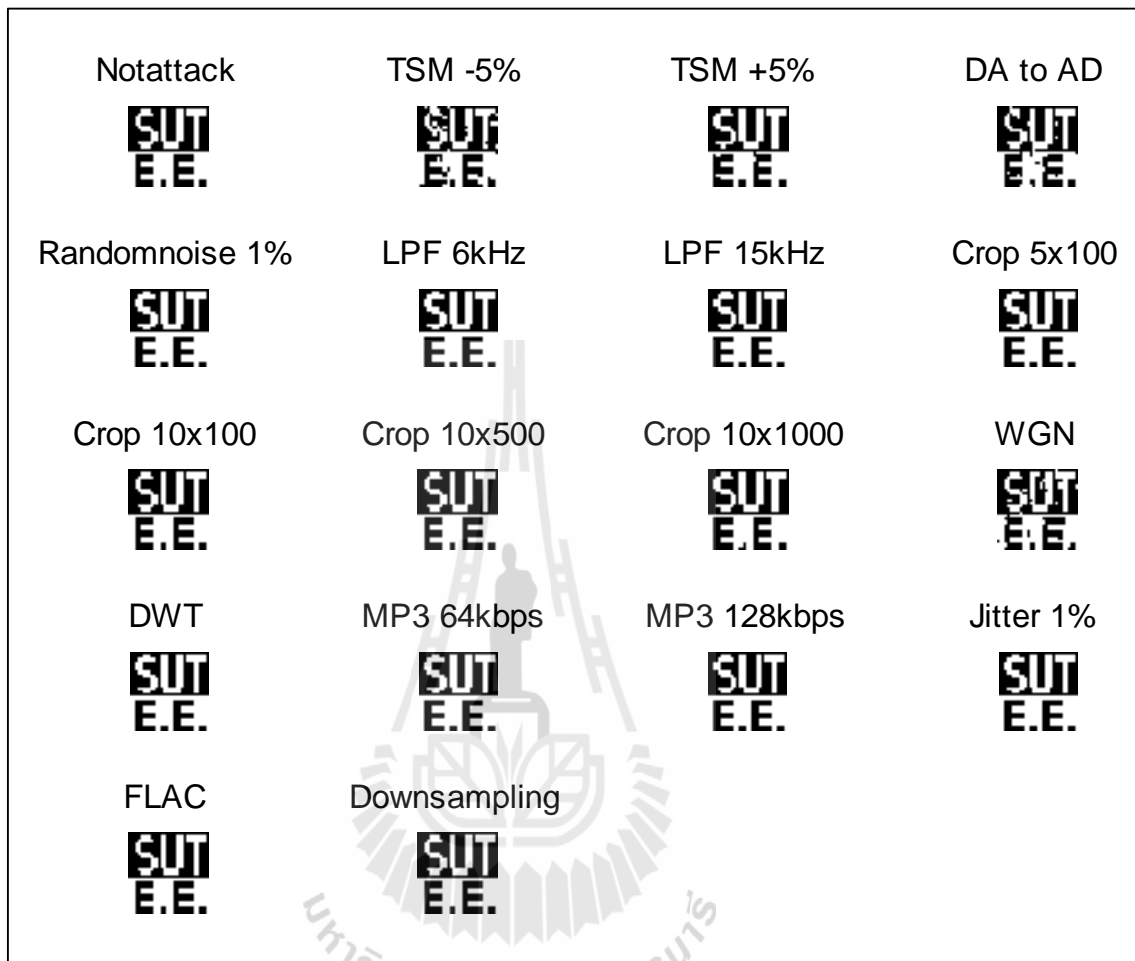 Notattack TSM -5% TSM +5% DA to AD
SUT SUT SUT SUT
E.E. E.E. E.E. E.E.
Randomnoise 1% LPF 6kHz LPF 15kHz Crop 5x100
SUT SUT SUT SUT
E.E. E.E. E.E. E.E.
Crop 10x100 Crop 10x500 Crop 10x1000 WGN
SUT SUT SUT SUT
E.E. E.E. E.E. E.E.
DWT MP3 64kbps MP3 128kbps Jitter 1%
SUT SUT SUT SUT
E.E. E.E. E.E. E.E.
FLAC Downsampling
SUT SUT
E.E. E.E.